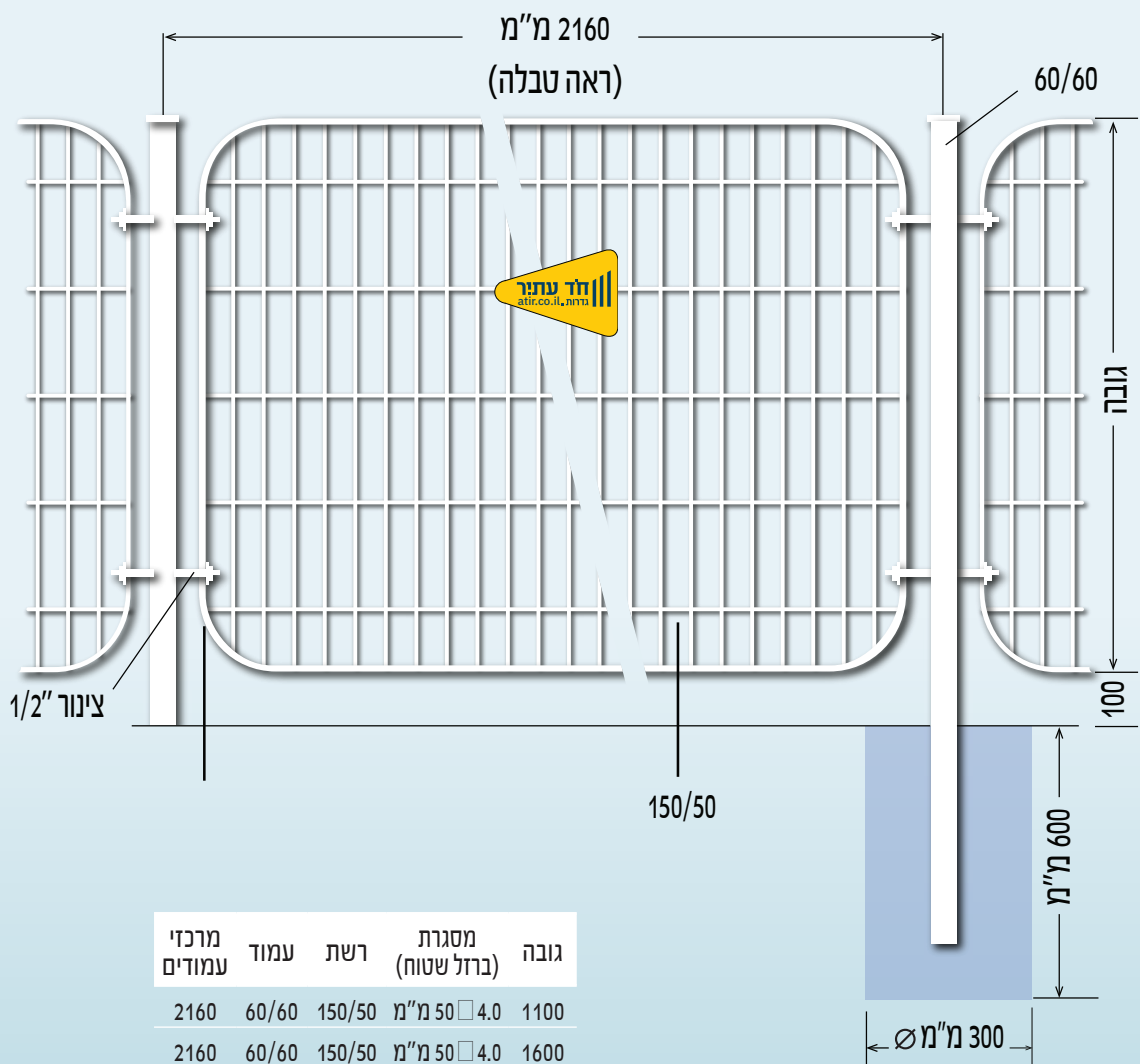 2160 מ"מ
(ראה טבלה)
60/60
חד עתיר
גדרות. atir.co.il
גובה
100
צינור 1/2"
150/50
600 מ"מ
300 מ"מ ⌀
גובה מסגרת (ברזל שטוח) רשת עמוד מרכזי עמודים
1100 4.0□50 מ"מ 150/50 60/60 2160
1600 4.0□50 מ"מ 150/50 60/60 2160